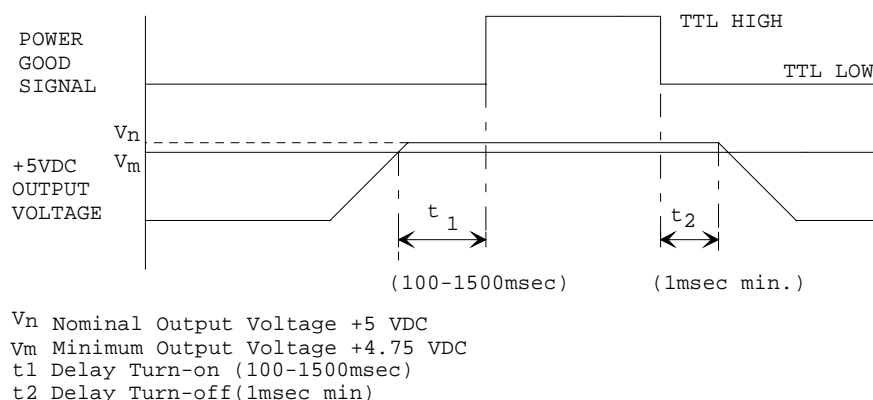 POWER
GOOD
SIGNAL
TTL HIGH
TTL LOW
Vn
Vm
+5VDC
OUTPUT
VOLTAGE
t 1
t2
(100-1500msec)
(1msec min.)
Vn Nominal Output Voltage +5 VDC
Vm Minimum Output Voltage +4.75 VDC
t1 Delay Turn-on (100-1500msec)
t2 Delay Turn-off(1msec min)